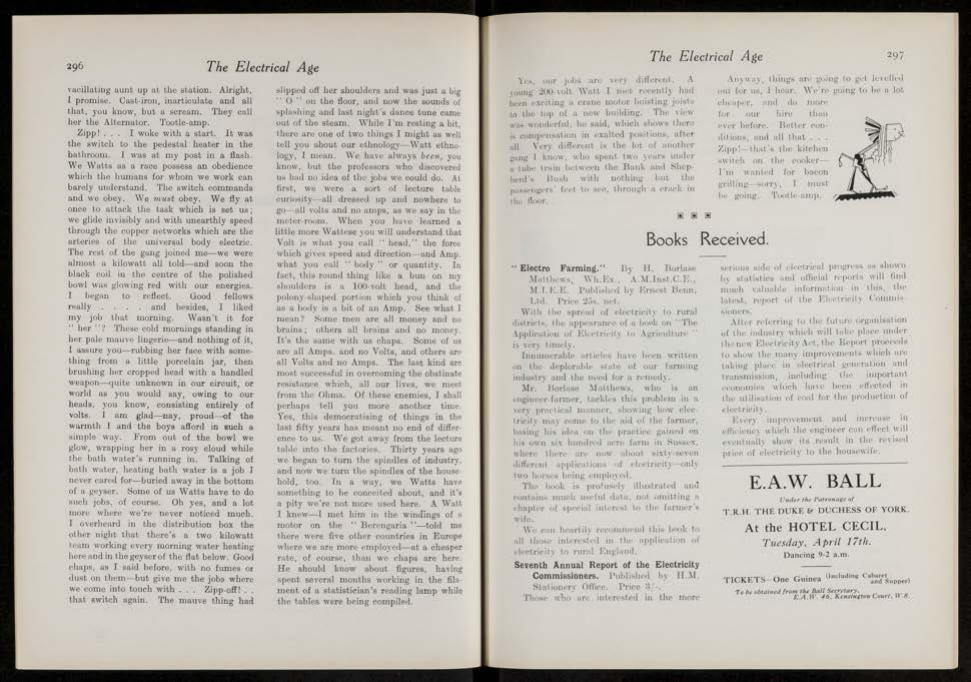 296
The Electrical Age
vacillating aunt up at the station. Alright,
I promise. Cast-iron, inarticulate and all
that, you know, but a scream. They call
her the Alternator. Tootle-amp.
Zipp! . . . I woke with a start. It was
the switch to the pedestal heater in the
bathroom. I was at my post in a flash.
We Watts as a race possess an obedience
which the humans for whom we work can
barely understand. The switch commands
and we obey. We must obey. We fly at
once to attack the task which is set us;
we glide invisibly and with unearthly speed
through the copper networks which are the
arteries of the universal body electric.
The rest of the gang joined me—we were
almost a kilowatt all told—and soon the
black coil in the centre of the polished
bowl was glowing red with our energies.
I began to reflect. Good fellows
really . . . . . and besides, I liked
my job that morning. Wasn't it for
" her "? These cold mornings standing in
her pale mauve lingerie—and nothing of it,
I assure you—rubbing her face with some-
thing from a little porcelain jar, then
brushing her cropped head with a handled
weapon—quite unknown in our circuit, or
world as you would say, owing to our
heads, you know, consisting entirely of
volts. I am glad—nay, proud—of the
warmth I and the boys afford in such a
simple way. From out of the bowl we
glow, wrapping her in a rosy cloud while
the bath water's running in. Talking of
bath water, heating bath water is a job I
never cared for—buried away in the bottom
of a geyser. Some of us Watts have to do
such jobs, of course. Oh yes, and a lot
more where we're never noticed much.
I overheard in the distribution box the
other night that there's a two kilowatt
team working every morning water heating
here and in the geyser of the flat below. Good
chaps, as I said before, with no fumes or
dust on them—but give me the jobs where
we come into touch with . . . Zipp-off! . .
that switch again. The mauve thing had
slipped off her shoulders and was just a big
" O " on the floor, and now the sounds of
splashing and last night's dance tune came
out of the steam. While I'm resting a bit,
there are one of two things I might as well
tell you about our ethnology—Watt ethno-
logy, I mean. We have always been, you
know, but the professors who discovered
us had no idea of the jobs we could do. At
first, we were a sort of lecture table
curiosity—all dressed up and nowhere to
go—all volts and no amps, as we say in the
meter-room. When you have learned a
little more Wattese you will understand that
Volt is what you call " head," the force
which gives speed and direction—and Amp.
what you call " body " or quantity. In
fact, this round thing like a bun on my
shoulders is a 100-volt head, and the
polony-shaped portion which you think of
as a body is a bit of an Amp. See what I
mean? Some men are all money and no
brains; others all brains and no money.
It's the same with us chaps. Some of us
are all Amps. and no Volts, and others are
all Volts and no Amps. The last kind are
most successful in overcoming the obstinate
resistance which, all our lives, we meet
from the Ohms. Of these enemies, I shall
perhaps tell you more another time.
Yes, this democratising of things in the
last fifty years has meant no end of differ-
ence to us. We got away from the lecture
table into the factories. Thirty years ago
we began to turn the spindles of industry,
and now we turn the spindles of the house-
hold, too. In a way, we Watts have
something to be conceited about, and it's
a pity we're not more used here. A Watt
I knew—I met him in the windings of a
motor on the " Berengaria "—told me
there were five other countries in Europe
where we are more employed—at a cheaper
rate, of course, than we chaps are here.
He should know about figures, having
spent several months working in the fila-
ment of a statistician's reading lamp while
the tables were being compiled.
The Electrical Age
297
Yes, our jobs are very different. A
young 200-volt Watt I met recently had
been exciting a crane motor hoisting joists
to the top of a new building. The view
was wonderful, he said, which shows there
is compensation in exalted positions, after
all. Very different is the lot of another
gang I know, who spent two years under
a tube train between the Bank and Shep-
herd's Bush with nothing but the
passengers' feet to see, through a crack in
the floor.
Anyway, things are going to get levelled
out for us, I hear. We're going to be a lot
cheaper, and do more
for our hire than
ever before. Better con-
ditions, and all that . . .
Zipp!—that's the kitchen
switch on the cooker—
I'm wanted for bacon
grilling—sorry, I must
be going. Tootle-amp.
Books Received.
" Electro Farming." By H. Borlase
Matthews, Wh.Ex., A.M.Inst.C.E.,
M.I.E.E. Published by Ernest Benn,
Ltd. Price 25s. net.
With the spread of electricity to rural
districts, the appearance of a book on " The
Application of Electricity to Agriculture "
is very timely.
Innumerable articles have been written
on the deplorable state of our farming
industry and the need for a remedy.
Mr. Borlase Matthews, who is an
engineer-farmer, tackles this problem in a
very practical manner, showing how elec-
tricity may come to the aid of the farmer,
basing his idea on the practice gained on
his own six hundred acre farm in Sussex,
where there are now about sixty-seven
different applications of electricity—only
two horses being employed.
The book is profusely illustrated and
contains much useful data, not omitting a
chapter of special interest to the farmer's
wife.
We can heartily recommend this book to
all those interested in the application of
electricity to rural England.
Seventh Annual Report of the Electricity
Commissioners. Published by H.M.
Stationery Office. Price 3/-.
Those who are interested in the more
serious side of electrical progress as shown
by statistics and official reports will find
much valuable information in this, the
latest, report of the Electricity Commis-
sioners.
After referring to the future organisation
of the industry which will take place under
the new Electricity Act, the Report proceeds
to show the many improvements which are
taking place in electrical generation and
transmission, including the important
economies which have been effected in
the utilisation of coal for the production of
electricity.
Every improvement and increase in
efficiency which the engineer can effect will
eventually show its result in the revised
price of electricity to the housewife.
E.A.W. BALL
Under the Patronage of
T.R.H. THE DUKE & DUCHESS OF YORK.
At the HOTEL CECIL.
Tuesday, April 17th.
Dancing 9-2 a.m.
TICKETS—One Guinea (including Cabaret and Supper)
To be obtained from the Ball Secretary,
E.A.W. 46, Kensington Court, W.8.